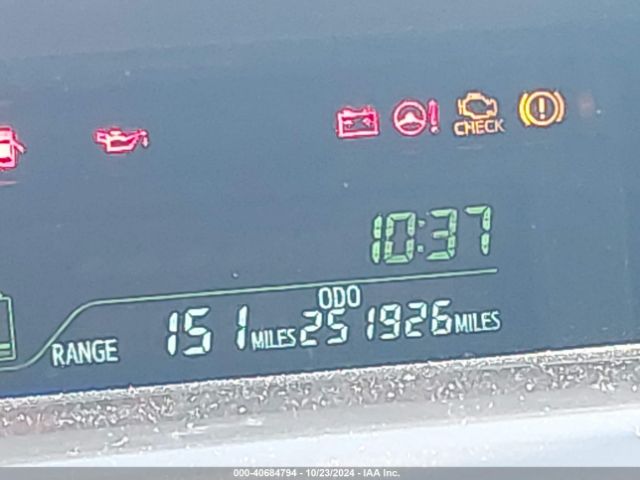 CHECK
10:37
ODO
RANGE 151 MILES 251926 MILES
000-40684794 - 10/23/2024 - IAA Inc.